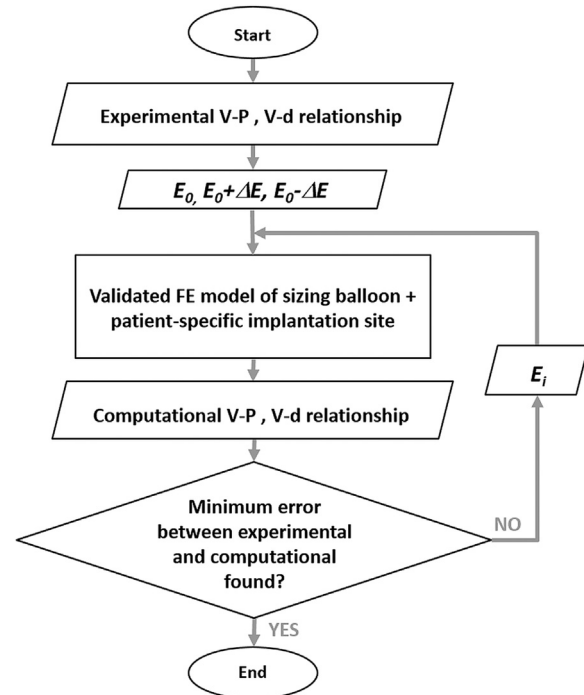 Start
Experimental V-P , V-d relationship
E₀, E₀+ΔE, E₀-ΔE
Validated FE model of sizing balloon +
patient-specific implantation site
Eᵢ
Computational V-P , V-d relationship
Minimum error
between experimental
and computational
found?
NO
YES
End